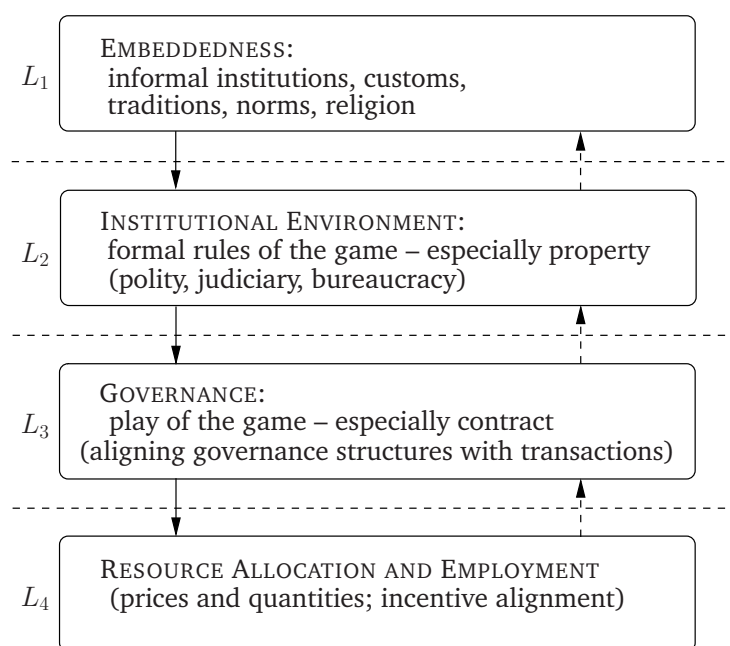 L1
EMBEDDEDNESS:
informal institutions, customs,
traditions, norms, religion
L2
INSTITUTIONAL ENVIRONMENT:
formal rules of the game – especially property
(polity, judiciary, bureaucracy)
L3
GOVERNANCE:
play of the game – especially contract
(aligning governance structures with transactions)
L4
RESOURCE ALLOCATION AND EMPLOYMENT
(prices and quantities; incentive alignment)